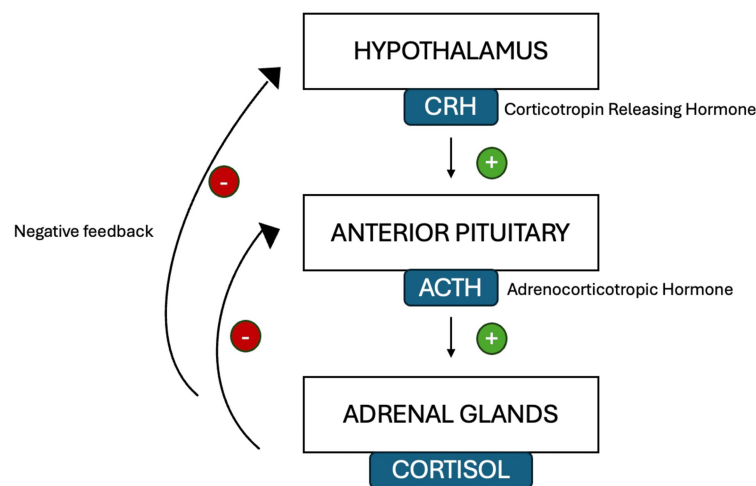 HYPOTHALAMUS
CRH
Corticotropin Releasing Hormone
+
-
Negative feedback
ANTERIOR PITUITARY
ACTH
Adrenocorticotropic Hormone
-
+
ADRENAL GLANDS
CORTISOL